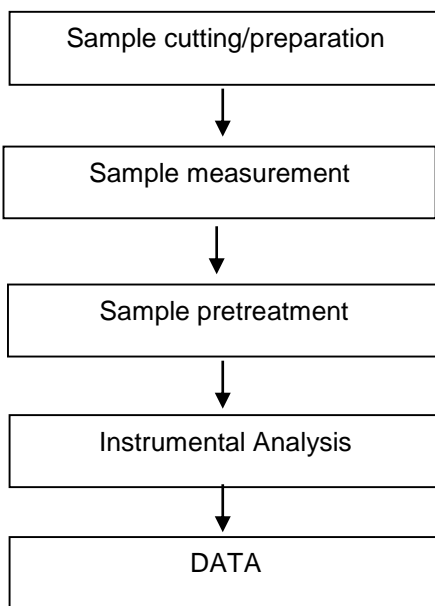 Sample cutting/preparation
Sample measurement
Sample pretreatment
Instrumental Analysis
DATA